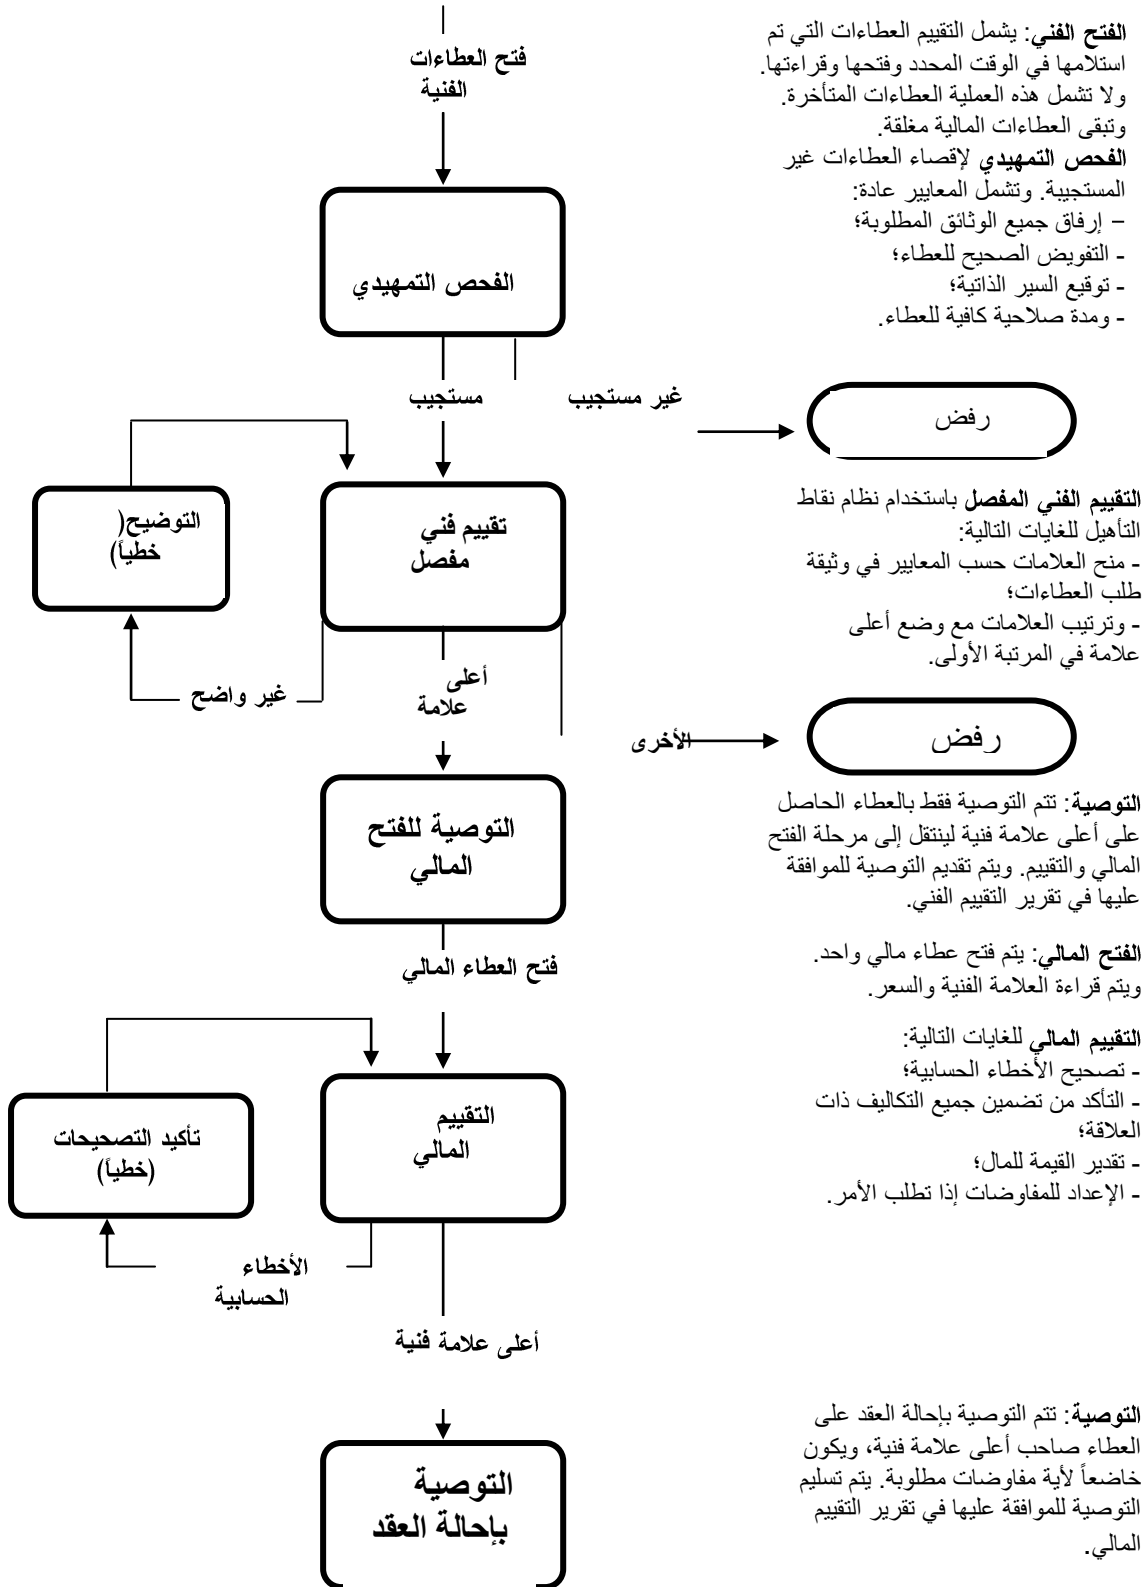 فتح العطاءات
الفنية
الفتح الفني: يشمل التقييم العطاءات التي تم
استلامها في الوقت المحدد وفتحها وقراءتها.
ولا تشمل هذه العملية العطاءات المتأخرة.
وتبقى العطاءات المالية مغلقة.
الفحص التمهيدي لإقصاء العطاءات غير
المستجيبة. وتشمل المعايير عادة:
– إرفاق جميع الوثائق المطلوبة؛
- التفويض الصحيح للعطاء؛
- توقيع السير الذاتية؛
- ومدة صلاحية كافية للعطاء.
الفحص التمهيدي
مستجيب
غير مستجيب
رفض
التوضيح(
خطياً)
تقييم فني
مفصل
التقييم الفني المفصل باستخدام نظام نقاط
التأهيل للغايات التالية:
- منح العلامات حسب المعايير في وثيقة
طلب العطاءات؛
- وترتيب العلامات مع وضع أعلى
علامة في المرتبة الأولى.
غير واضح
أعلى
علامة
الأخرى
رفض
التوصية للفتح
المالي
التوصية: تتم التوصية فقط بالعطاء الحاصل
على أعلى علامة فنية لينتقل إلى مرحلة الفتح
المالي والتقييم. ويتم تقديم التوصية للموافقة
عليها في تقرير التقييم الفني.
فتح العطاء المالي
الفتح المالي: يتم فتح عطاء مالي واحد.
ويتم قراءة العلامة الفنية والسعر.
التقييم المالي للغايات التالية:
- تصحيح الأخطاء الحسابية؛
- التأكد من تضمين جميع التكاليف ذات
العلاقة؛
- تقدير القيمة للمال؛
- الإعداد للمفاوضات إذا تطلب الأمر.
التقييم
المالي
تأكيد التصحيحات
(خطياً)
الأخطاء
الحسابية
أعلى علامة فنية
التوصية
بإحالة العقد
التوصية: تتم التوصية بإحالة العقد على
العطاء صاحب أعلى علامة فنية، ويكون
خاضعاً لأية مفاوضات مطلوبة. يتم تسليم
التوصية للموافقة عليها في تقرير التقييم
المالي.